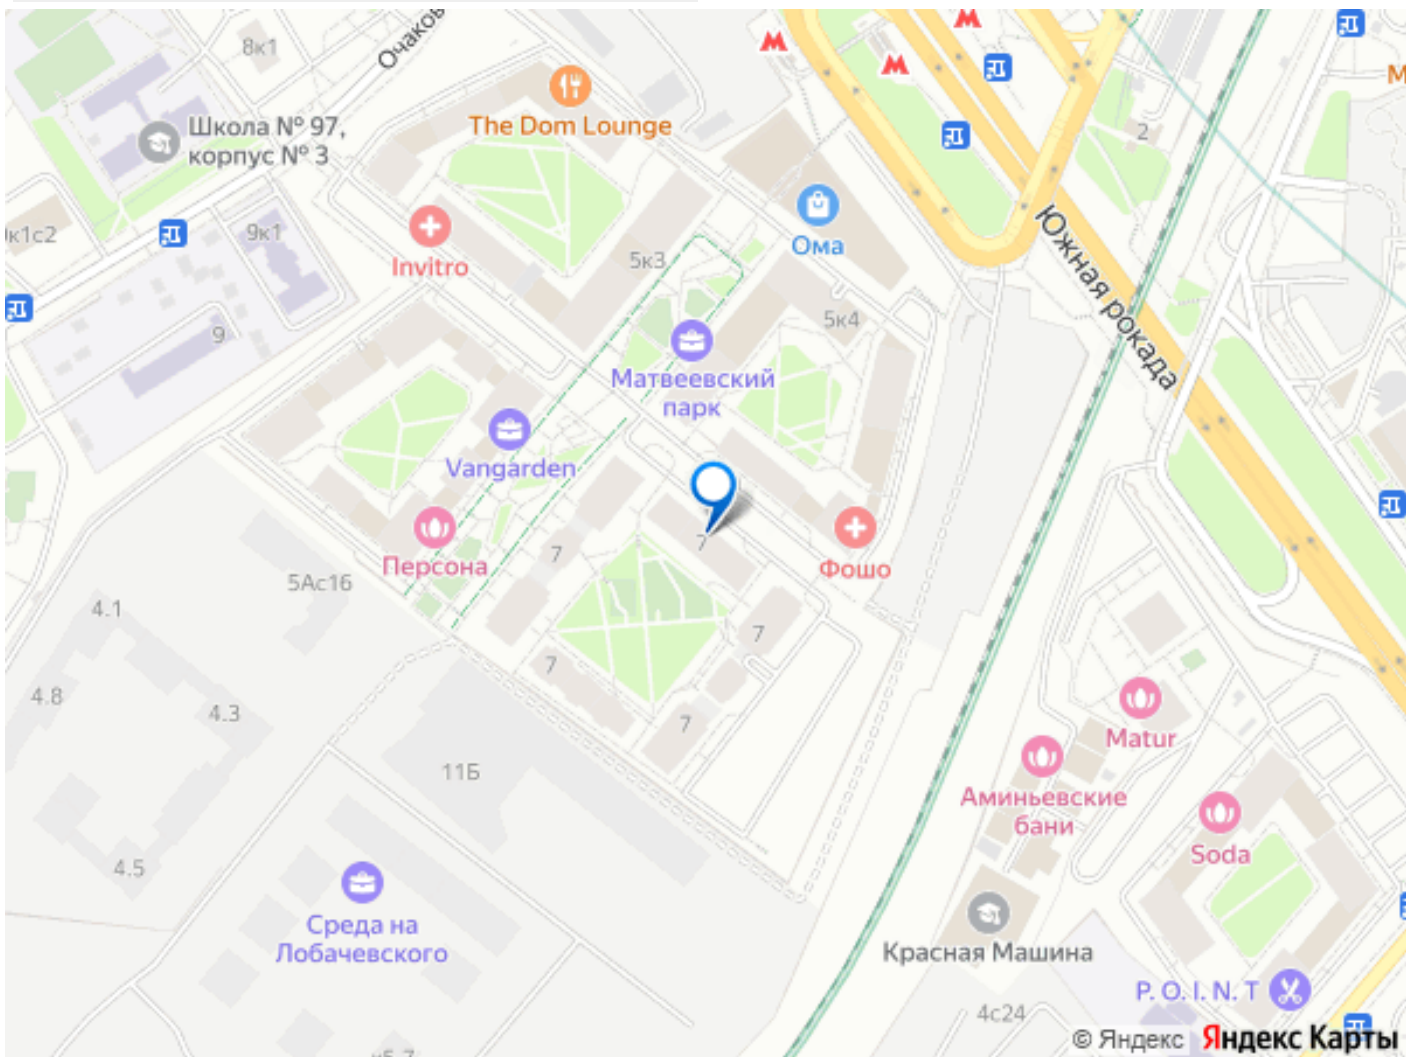 8к1
Очаков
The Dom Lounge
Школа № 97,
корпус № 3
2
к1с2
9к1
Invitro
5к3
Ома
Южная рокада
9
5к4
Матвеевский
парк
Vangarden
Персона
7
7
Фошо
5Ас16
4.1
7
7
4.8
4.3
7
Matur
11Б
Аминьевские
бани
Soda
4.5
Среда на
Лобачевского
Красная Машина
P. O. I. N. T
4с24
© Яндекс Яндекс Карты